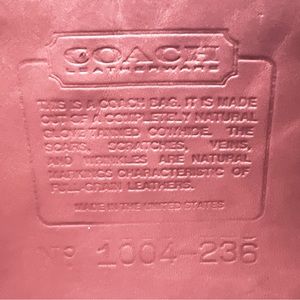 COACH
LEATHERWARE
THIS IS A COACH BAG. IT IS MADE
OUT OF A COMPLETELY NATURAL
GLOVE TANNED COWHIDE. THE
SCARS, SCRATCHES, VEINS,
AND WRINKLES ARE NATURAL
MARKINGS CHARACTERISTIC OF
FULL-GRAIN LEATHERS.
MADE IN THE UNITED STATES
Nº 1004-236